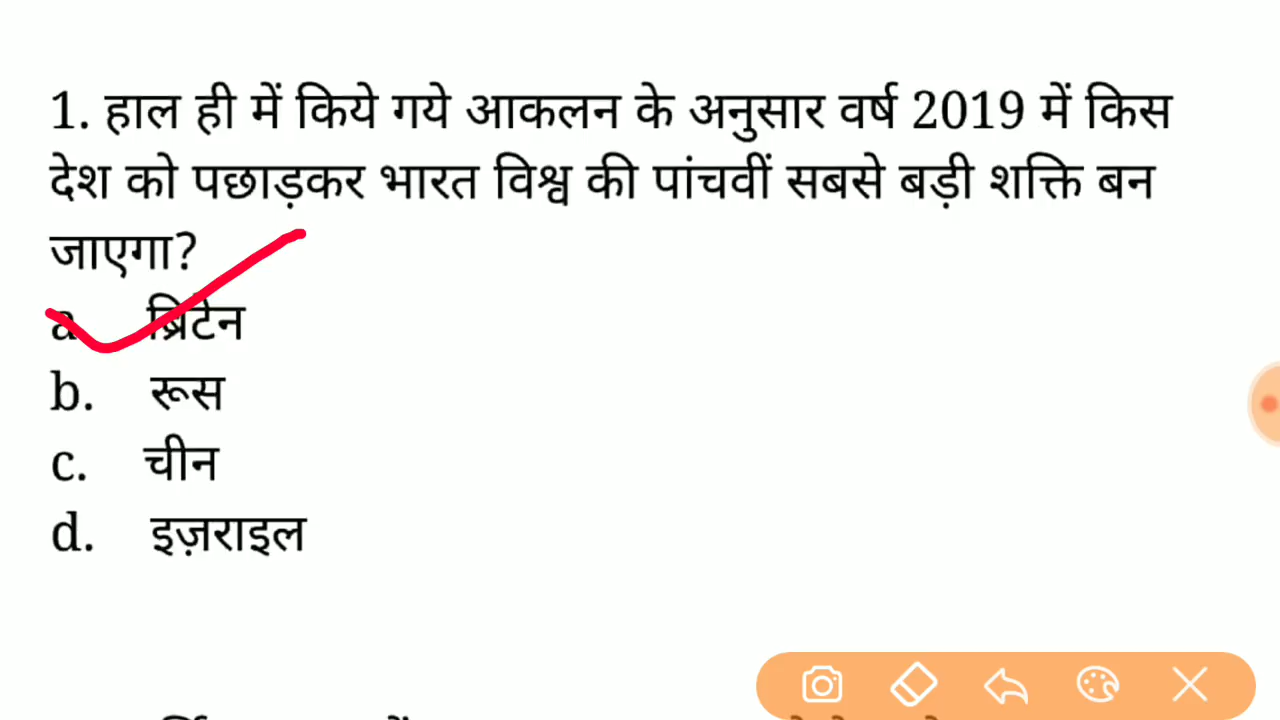 1. हाल ही में किये गये आकलन के अनुसार वर्ष 2019 में किस
देश को पछाड़कर भारत विश्व की पांचवीं सबसे बड़ी शक्ति बन
जाएगा?
a ब्रिटेन
b. रूस
c. चीन
d. इज़राइल